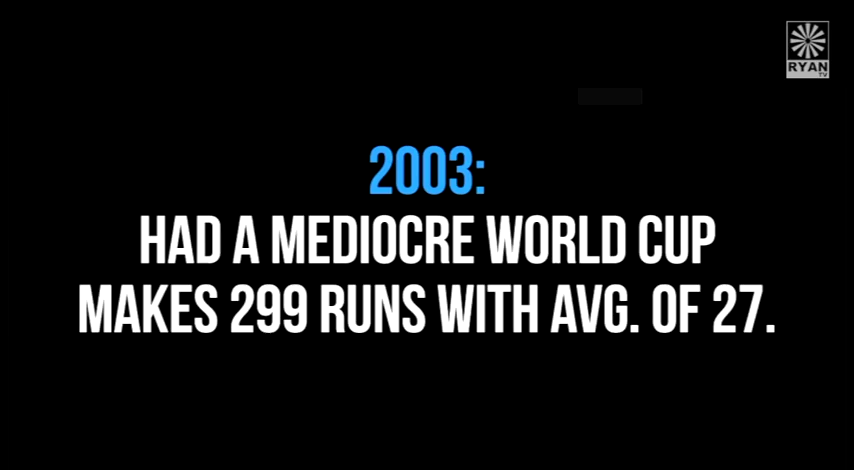 RYAN
TV
2003:
HAD A MEDIOCRE WORLD CUP
MAKES 299 RUNS WITH AVG. OF 27.